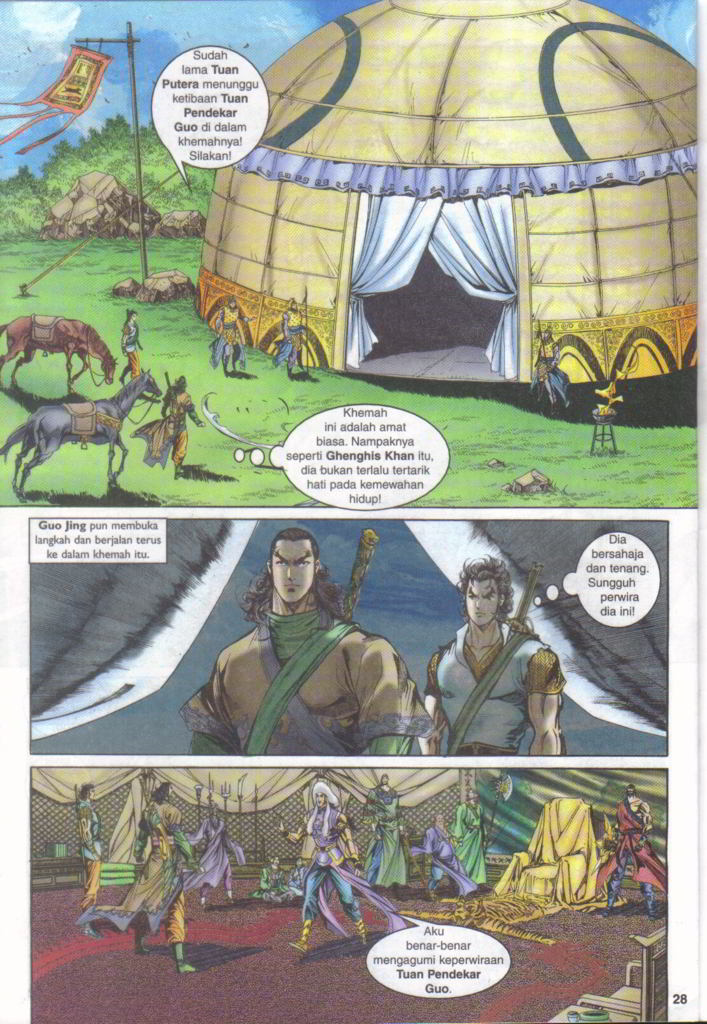 Sudah
lama Tuan
Putera menunggu
ketibaan Tuan
Pendekar
Guo di dalam
khemahnya!
Silakan!
Khemah
ini adalah amat
biasa. Nampaknya
seperti Ghenghis Khan itu,
dia bukan terlalu tertarik
hati pada kemewahan
hidup!
Guo Jing pun membuka
langkah dan berjalan terus
ke dalam khemah itu.
Dia
bersahaja
dan tenang.
Sungguh
perwira
dia ini!
Aku
benar-benar
mengagumi keperwiraan
Tuan Pendekar
Guo.
28